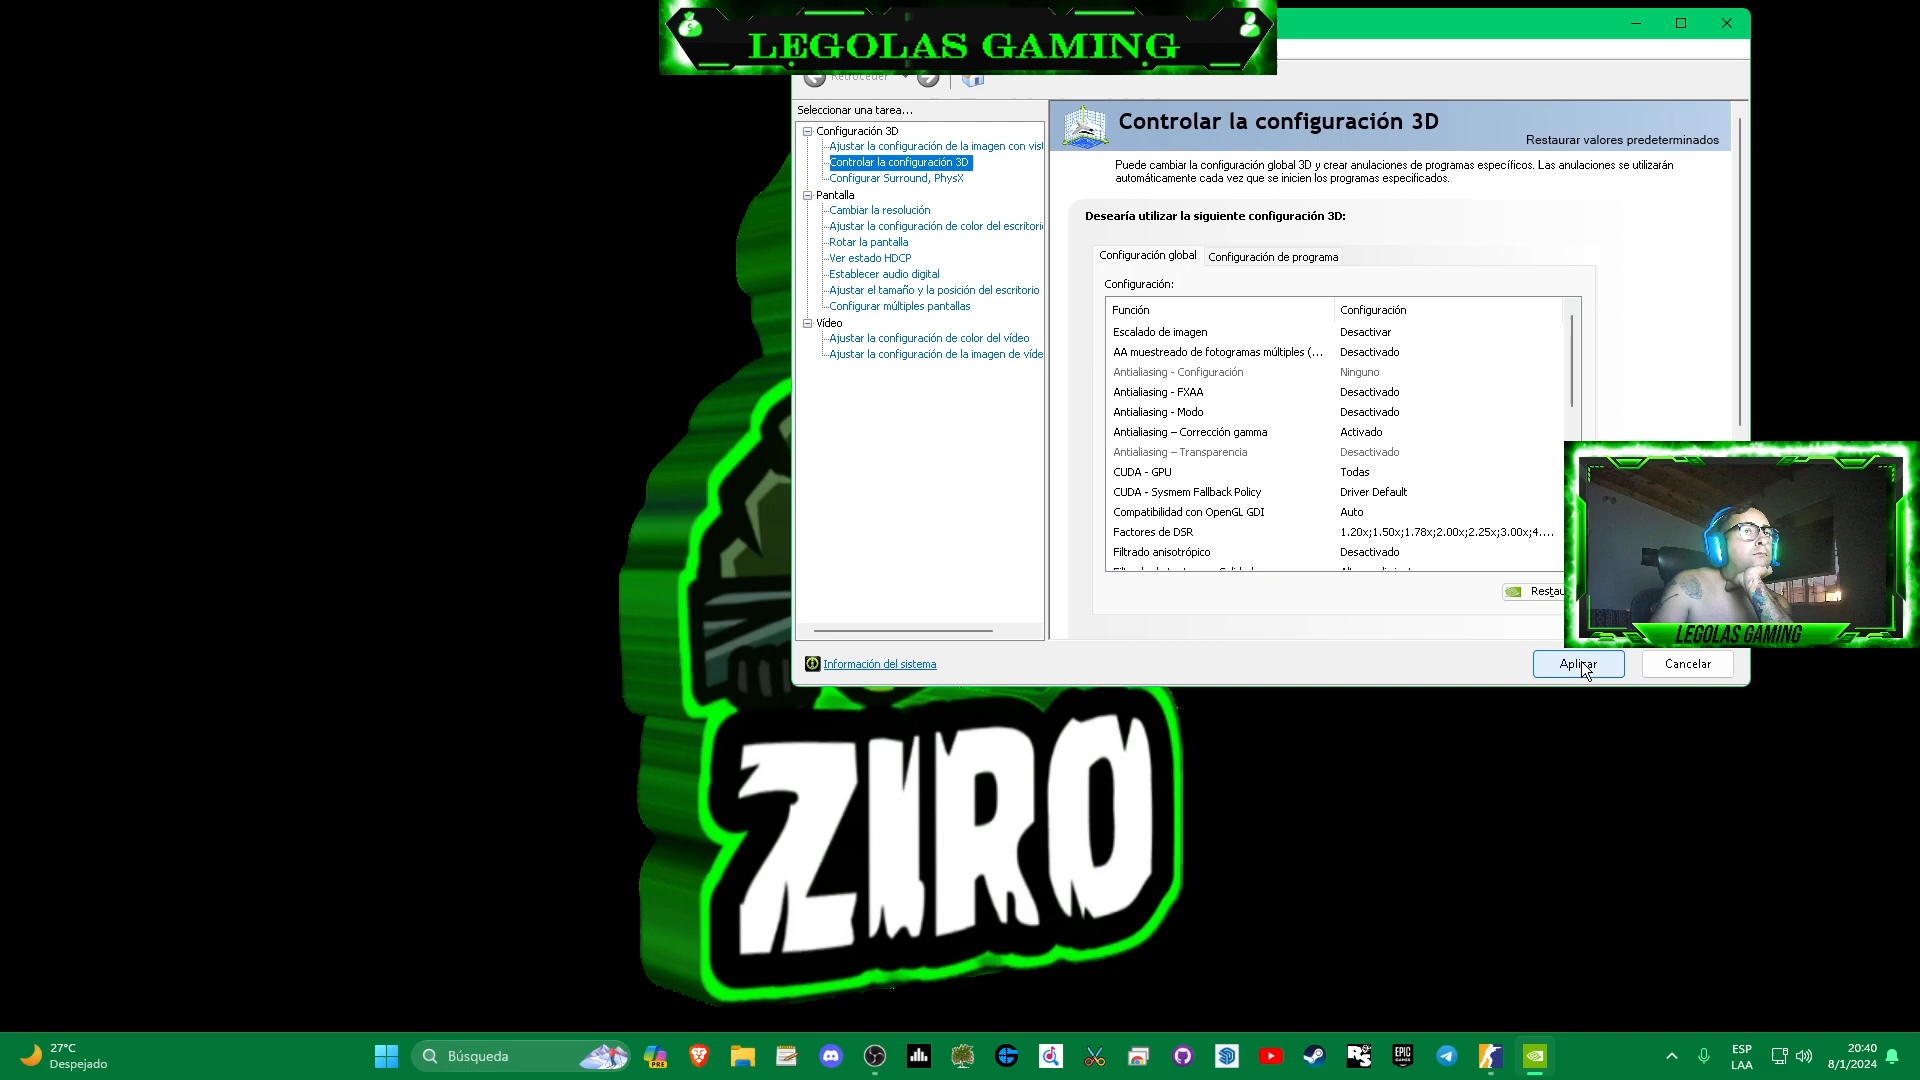 LEGOLAS GAMING
Retroceder
Seleccionar una tarea...
Configuración 3D
Ajustar la configuración de la imagen con vist
Controlar la configuración 3D
Configurar Surround, PhysX
Pantalla
Cambiar la resolución
Ajustar la configuración de color del escritori
Rotar la pantalla
Ver estado HDCP
Establecer audio digital
Ajustar el tamaño y la posición del escritorio
Configurar múltiples pantallas
Vídeo
Ajustar la configuración de color del vídeo
Ajustar la configuración de la imagen de víde
Información del sistema
Controlar la configuración 3D
Restaurar valores predeterminados
Puede cambiar la configuración global 3D y crear anulaciones de programas específicos. Las anulaciones se utilizarán
automáticamente cada vez que se inicien los programas especificados.
Desearía utilizar la siguiente configuración 3D:
Configuración global Configuración de programa
Configuración:
Función Configuración
Escalado de imagen Desactivar
AA muestreado de fotogramas múltiples (... Desactivado
Antialiasing - Configuración Ninguno
Antialiasing - FXAA Desactivado
Antialiasing - Modo Desactivado
Antialiasing – Corrección gamma Activado
Antialiasing – Transparencia Desactivado
CUDA - GPU Todas
CUDA - Sysmem Fallback Policy Driver Default
Compatibilidad con OpenGL GDI Auto
Factores de DSR 1.20x;1.50x;1.78x;2.00x;2.25x;3.00x;4....
Filtrado anisotrópico Desactivado
Restau
LEGOLAS GAMING
Aplicar Cancelar
ZIRO
27°C
Despejado
Búsqueda
PRE
EPIC
GAMES
ESP
LAA
20:40
8/1/2024